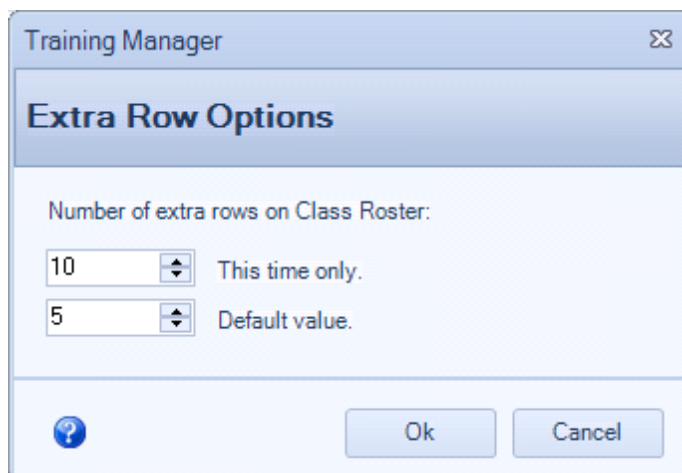 Training Manager
Extra Row Options
Number of extra rows on Class Roster:
10 This time only.
5 Default value.
? Ok Cancel